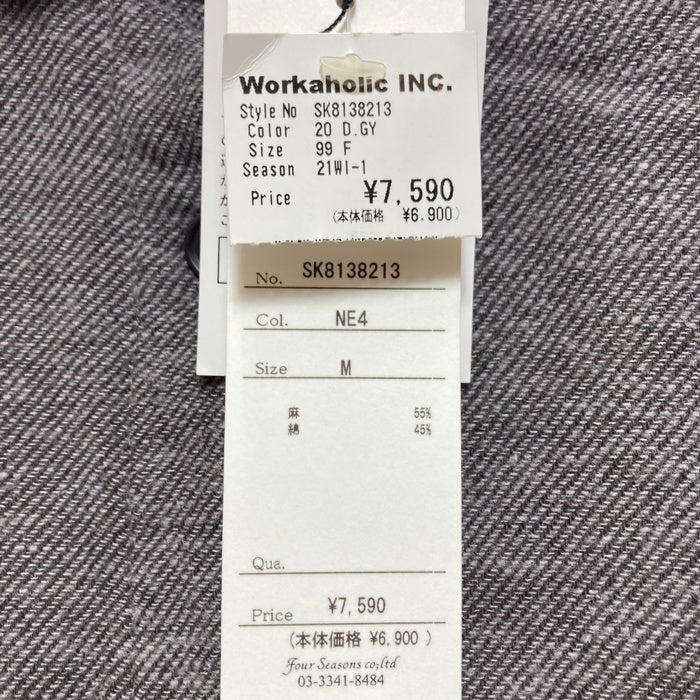 Workaholic INC.
Style No SK8138213
Color 20 D.GY
Size 99 F
Season 21WI-1
Price ¥7,590
(本体価格 ¥6,900)
No. SK8138213
Col. NE4
Size M
麻 55%
綿 45%
Qua.
Price ¥7,590
(本体価格 ¥6,900)
Four Seasons co;ltd
03-3341-8484